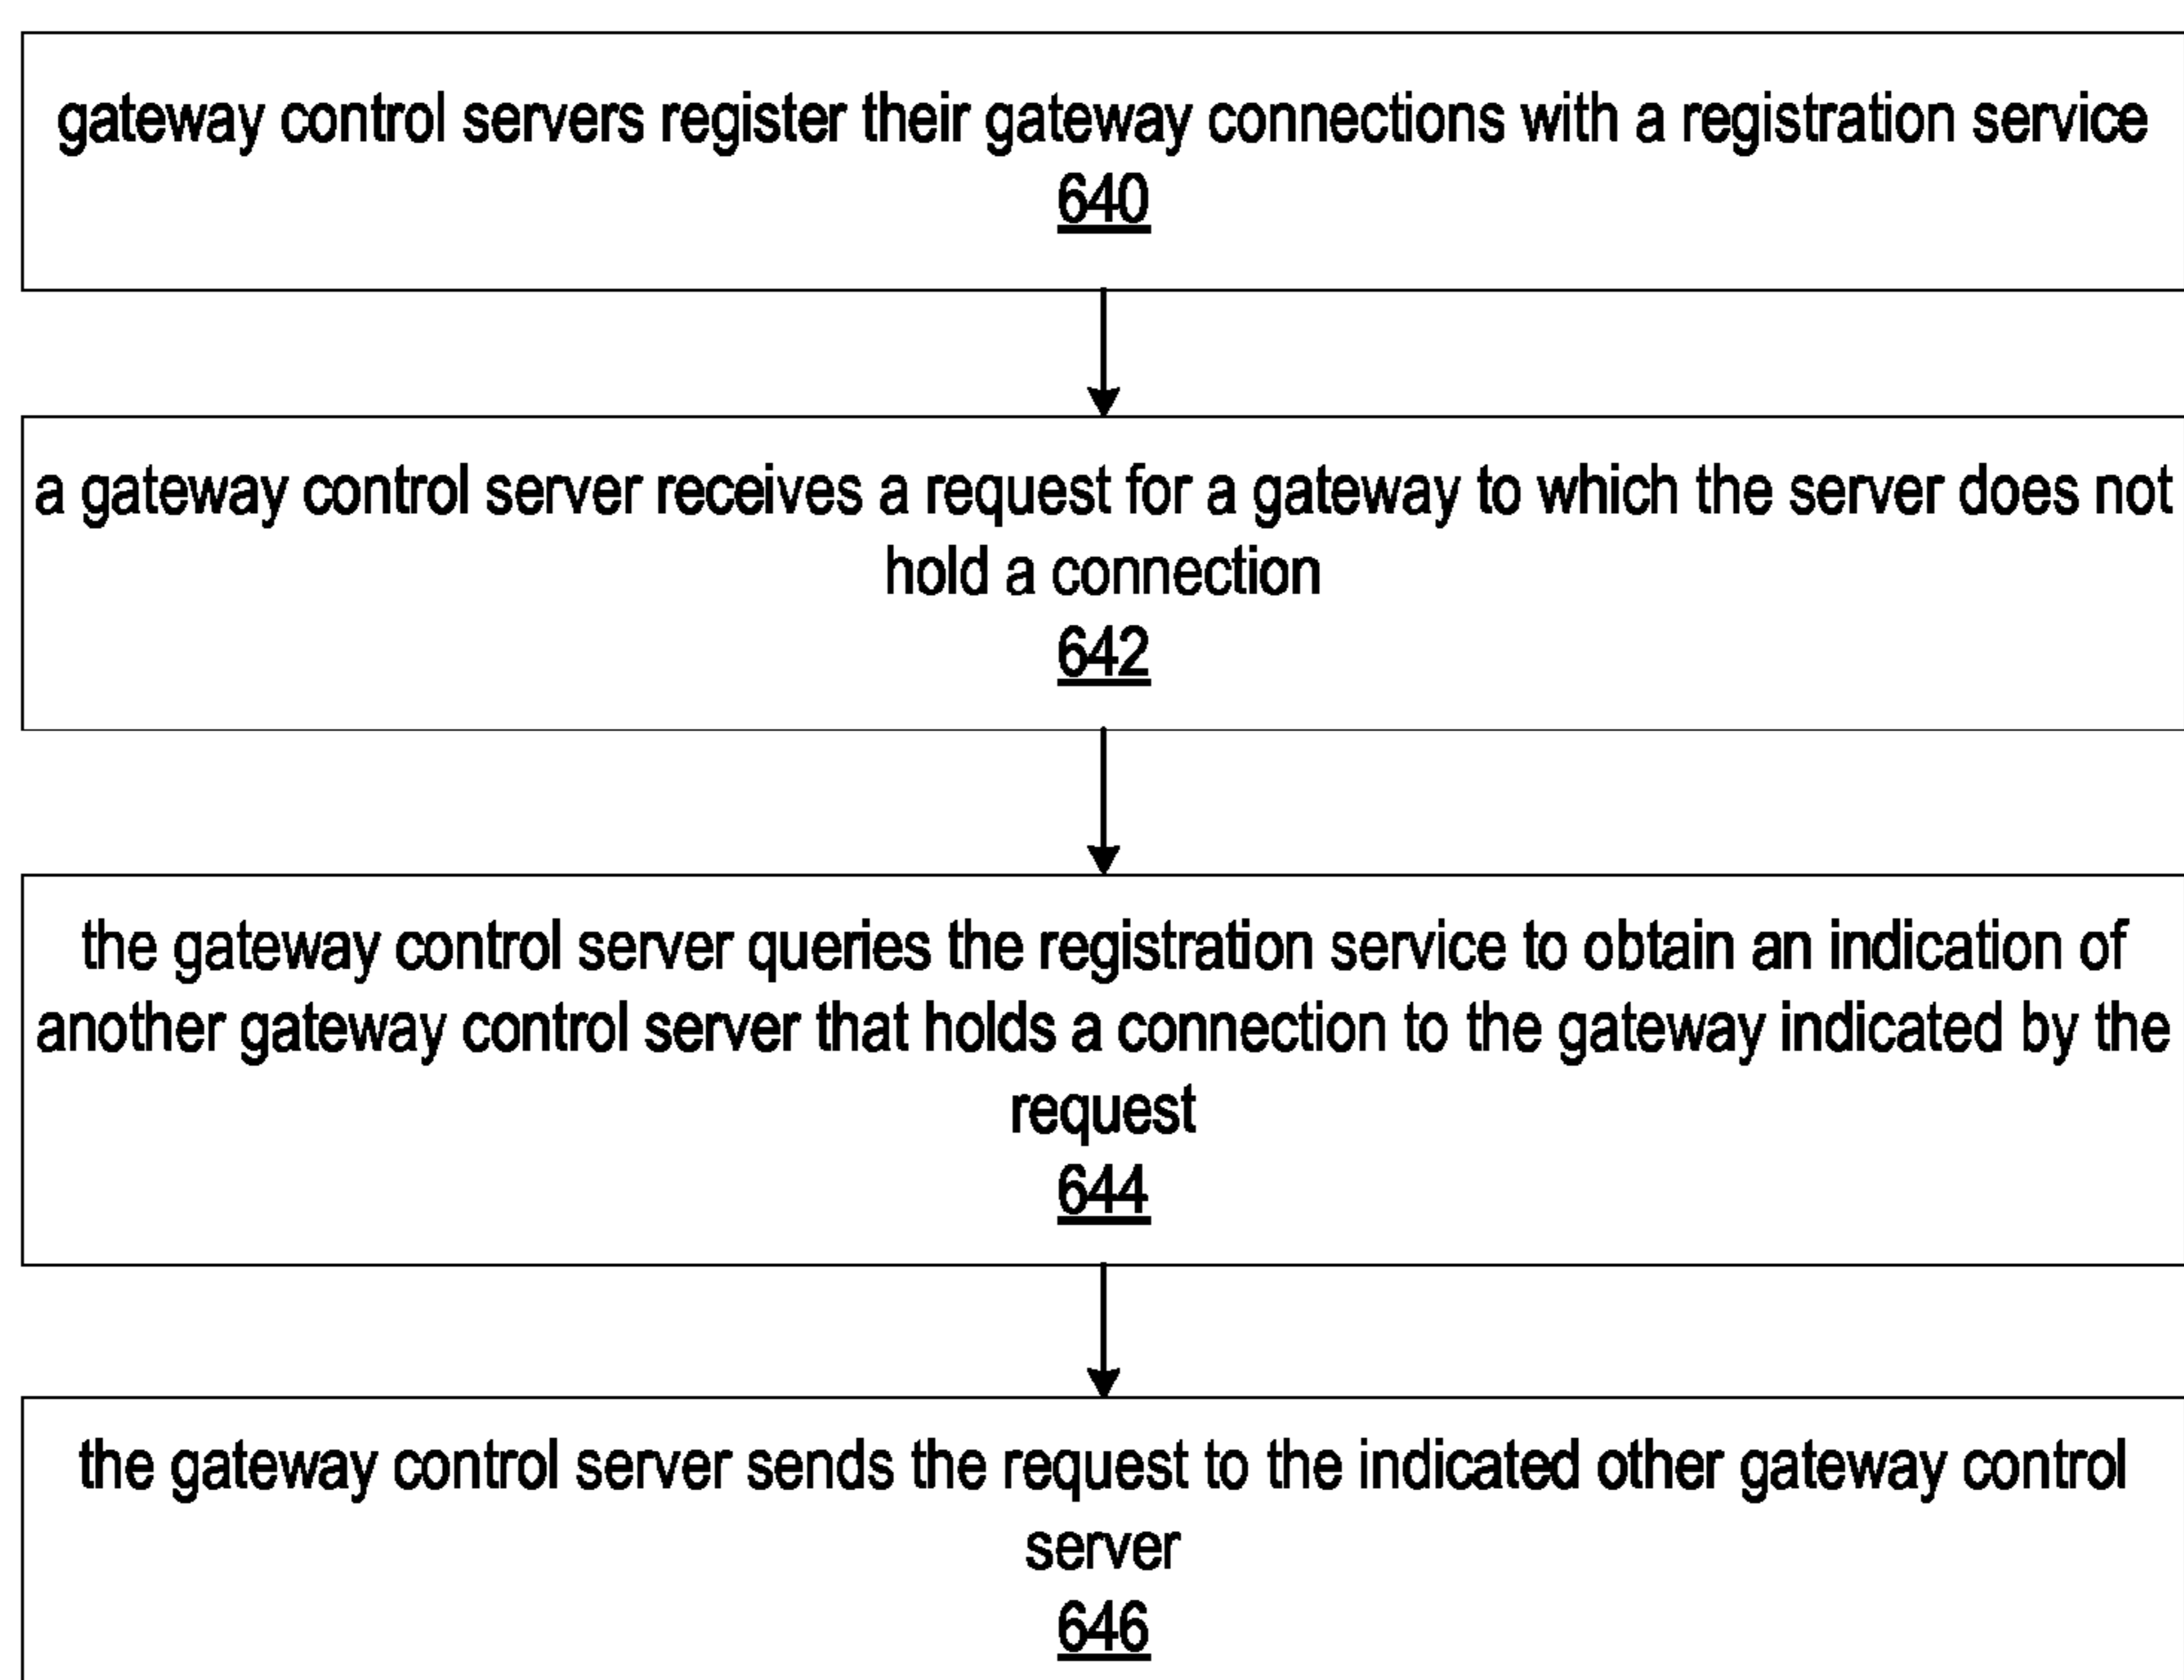 gateway control servers register their gateway connections with a registration service
640
a gateway control server receives a request for a gateway to which the server does not
hold a connection
642
the gateway control server queries the registration service to obtain an indication of
another gateway control server that holds a connection to the gateway indicated by the
request
644
the gateway control server sends the request to the indicated other gateway control
server
646